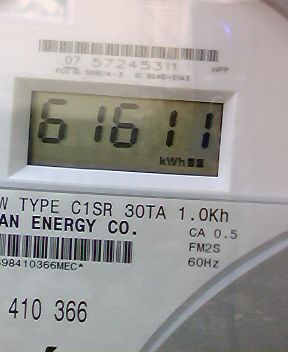 07 57245311
HPP
61611
kWh
W TYPE C1SR 30TA 1.0Kh
AN ENERGY CO.
CA 0.5
FM2S
98410366MEC*
60Hz
410 366